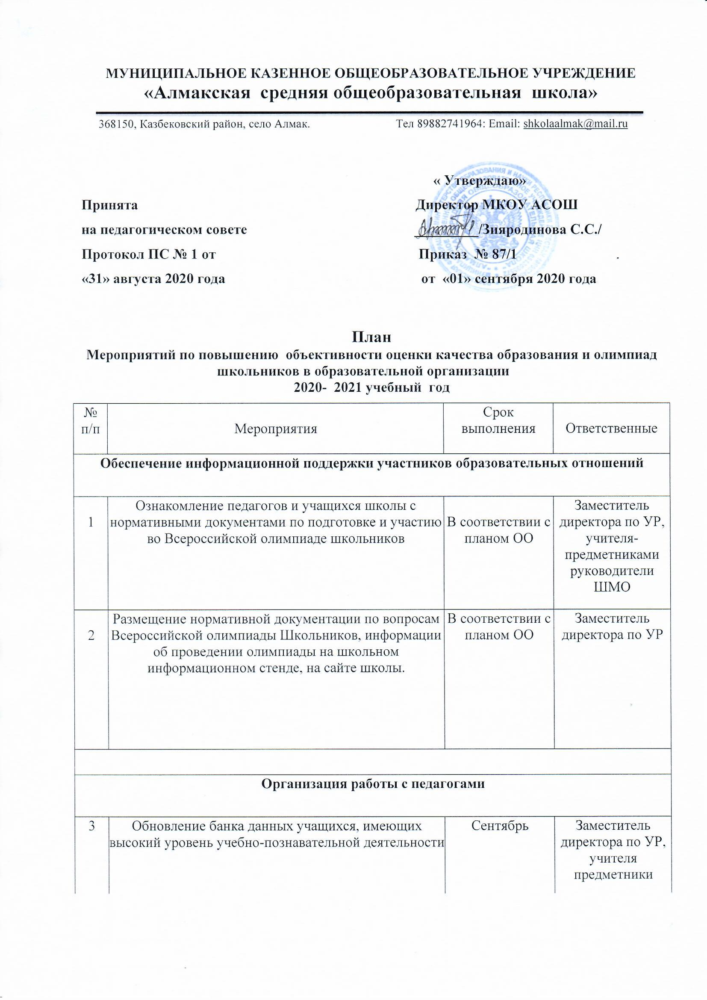 МУНИЦИПАЛЬНОЕ КАЗЕННОЕ ОБЩЕОБРАЗОВАТЕЛЬНОЕ УЧРЕЖДЕНИЕ
«Алмакская средняя общеобразовательная школа»
368150, Казбековский район, село Алмак. Тел 89882741964: Email: shkolaalmak@mail.ru
« Утверждаю»
Принята Директор МКОУ АСОШ
на педагогическом совете /Зияродинова С.С./
Протокол ПС № 1 от Приказ № 87/1
«31» августа 2020 года от «01» сентября 2020 года
План
Мероприятий по повышению объективности оценки качества образования и олимпиад
школьников в образовательной организации
2020- 2021 учебный год
№
п/п
Мероприятия
Срок
выполнения
Ответственные
Обеспечение информационной поддержки участников образовательных отношений
1
Ознакомление педагогов и учащихся школы с
нормативными документами по подготовке и участию
во Всероссийской олимпиаде школьников
В соответствии с
планом ОО
Заместитель
директора по УР,
учителя-
предметниками
руководители
ШМО
2
Размещение нормативной документации по вопросам
Всероссийской олимпиады Школьников, информации
об проведении олимпиады на школьном
информационном стенде, на сайте школы.
В соответствии с
планом ОО
Заместитель
директора по УР
Организация работы с педагогами
3
Обновление банка данных учащихся, имеющих
высокий уровень учебно-познавательной деятельности
Сентябрь
Заместитель
директора по УР,
учителя
предметники